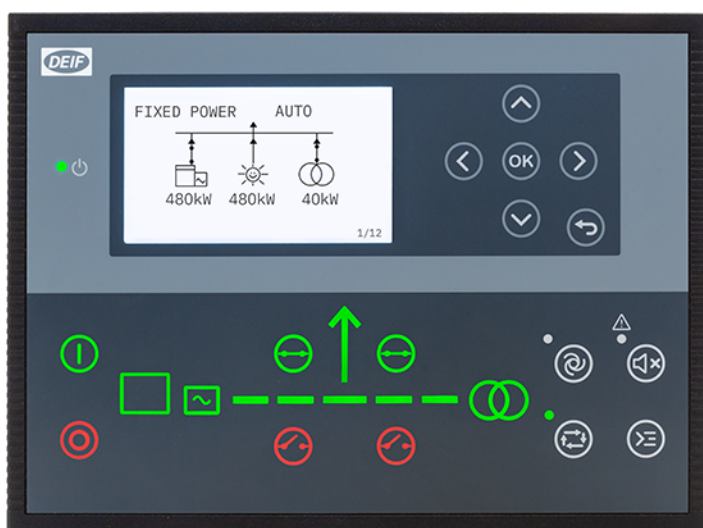 DEIF
FIXED POWER AUTO
480kW 480kW 40kW
1/12
OK